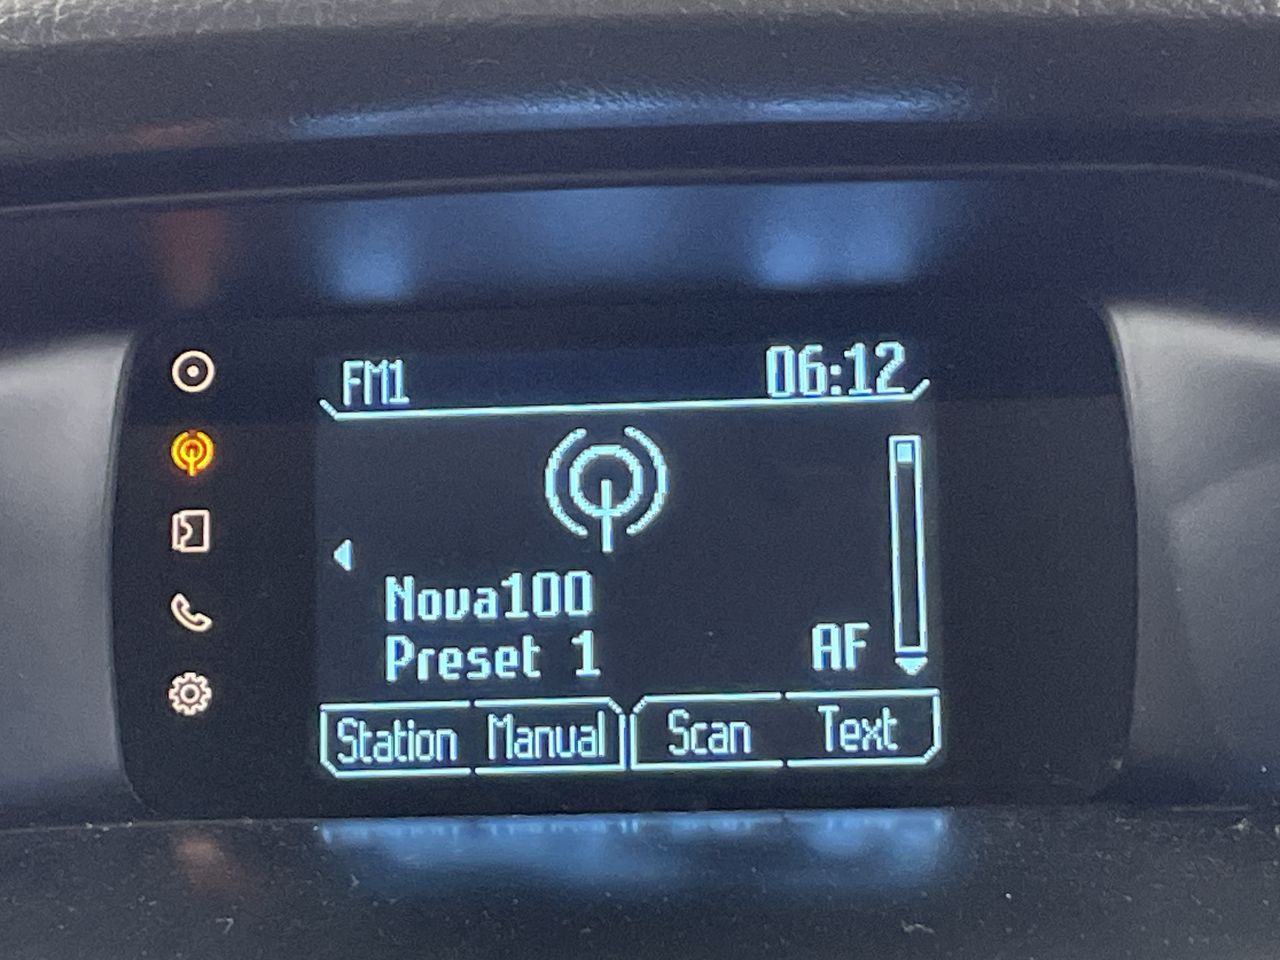 FM1 06:12
Nova100
Preset 1 AF
Station Manual Scan Text